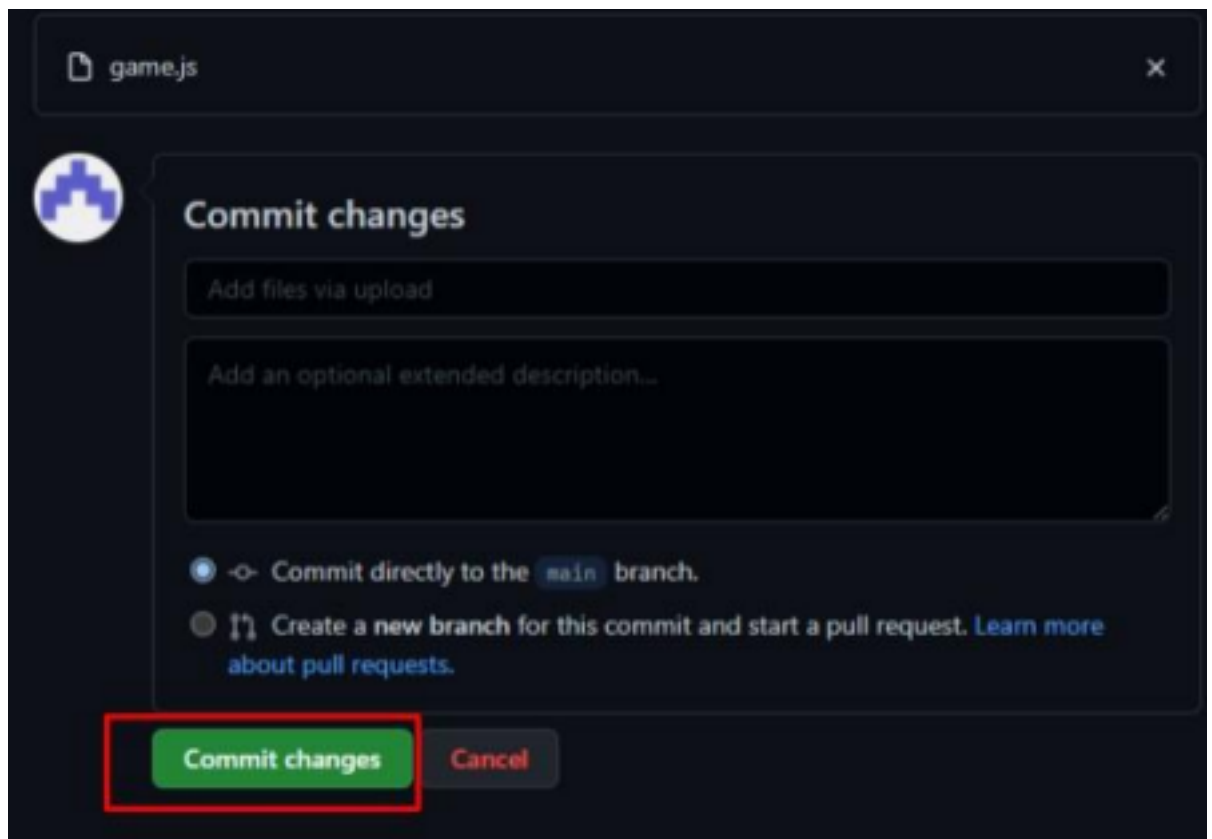 game.js
Commit changes
Add files via upload
Add an optional extended description...
Commit directly to the main branch.
Create a new branch for this commit and start a pull request. Learn more
about pull requests.
Commit changes Cancel